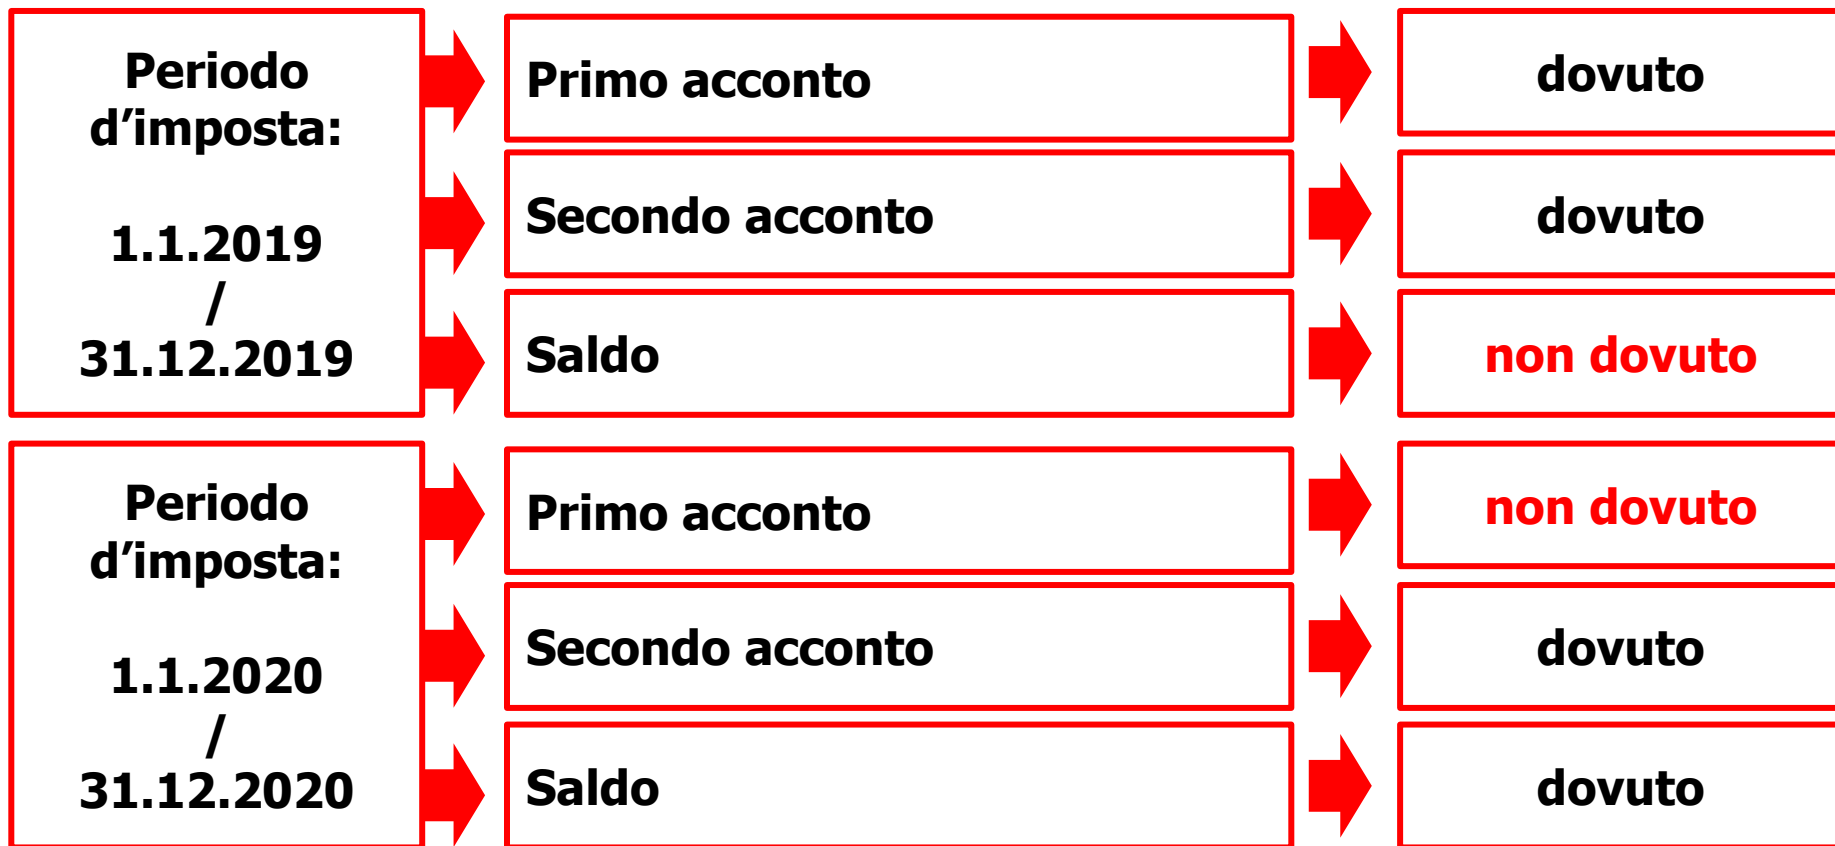 Periodo
d’imposta:
1.1.2019
/
31.12.2019
Primo acconto
dovuto
Secondo acconto
dovuto
Saldo
non dovuto
Periodo
d’imposta:
1.1.2020
/
31.12.2020
Primo acconto
non dovuto
Secondo acconto
dovuto
Saldo
dovuto